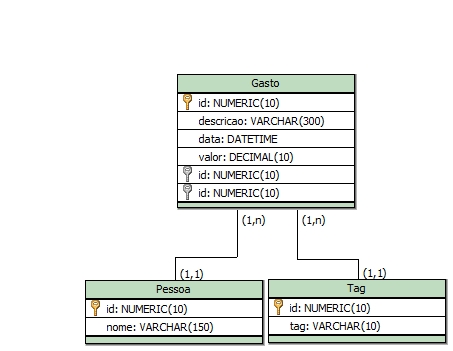 Gasto
id: NUMERIC(10)
descricao: VARCHAR(300)
data: DATETIME
valor: DECIMAL(10)
id: NUMERIC(10)
id: NUMERIC(10)
(1,n) (1,n)
(1,1) (1,1)
Pessoa
id: NUMERIC(10)
nome: VARCHAR(150)
Tag
id: NUMERIC(10)
tag: VARCHAR(10)